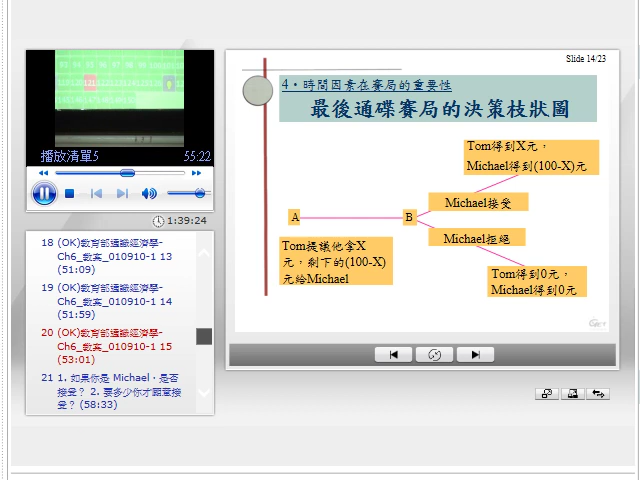 Slide 14/23
4‧時間因素在賽局的重要性
最後通牒賽局的決策枝狀圖
Tom得到X元，
Michael得到(100-X)元
Michael接受
A
B
Michael拒絕
Tom提議他拿X
元，剩下的(100-X)
元給Michael
Tom得到0元，
Michael得到0元
121
播放清單5
55:22
1:39:24
18 (OK)教育部通識經濟學-
Ch6_教案_010910-1 13
(51:09)
19 (OK)教育部通識經濟學-
Ch6_教案_010910-1 14
(51:59)
20 (OK)教育部通識經濟學-
Ch6_教案_010910-1 15
(53:01)
21 1. 如果你是 Michael，是否
接受？ 2. 要多少你才願意接
受？ (58:33)